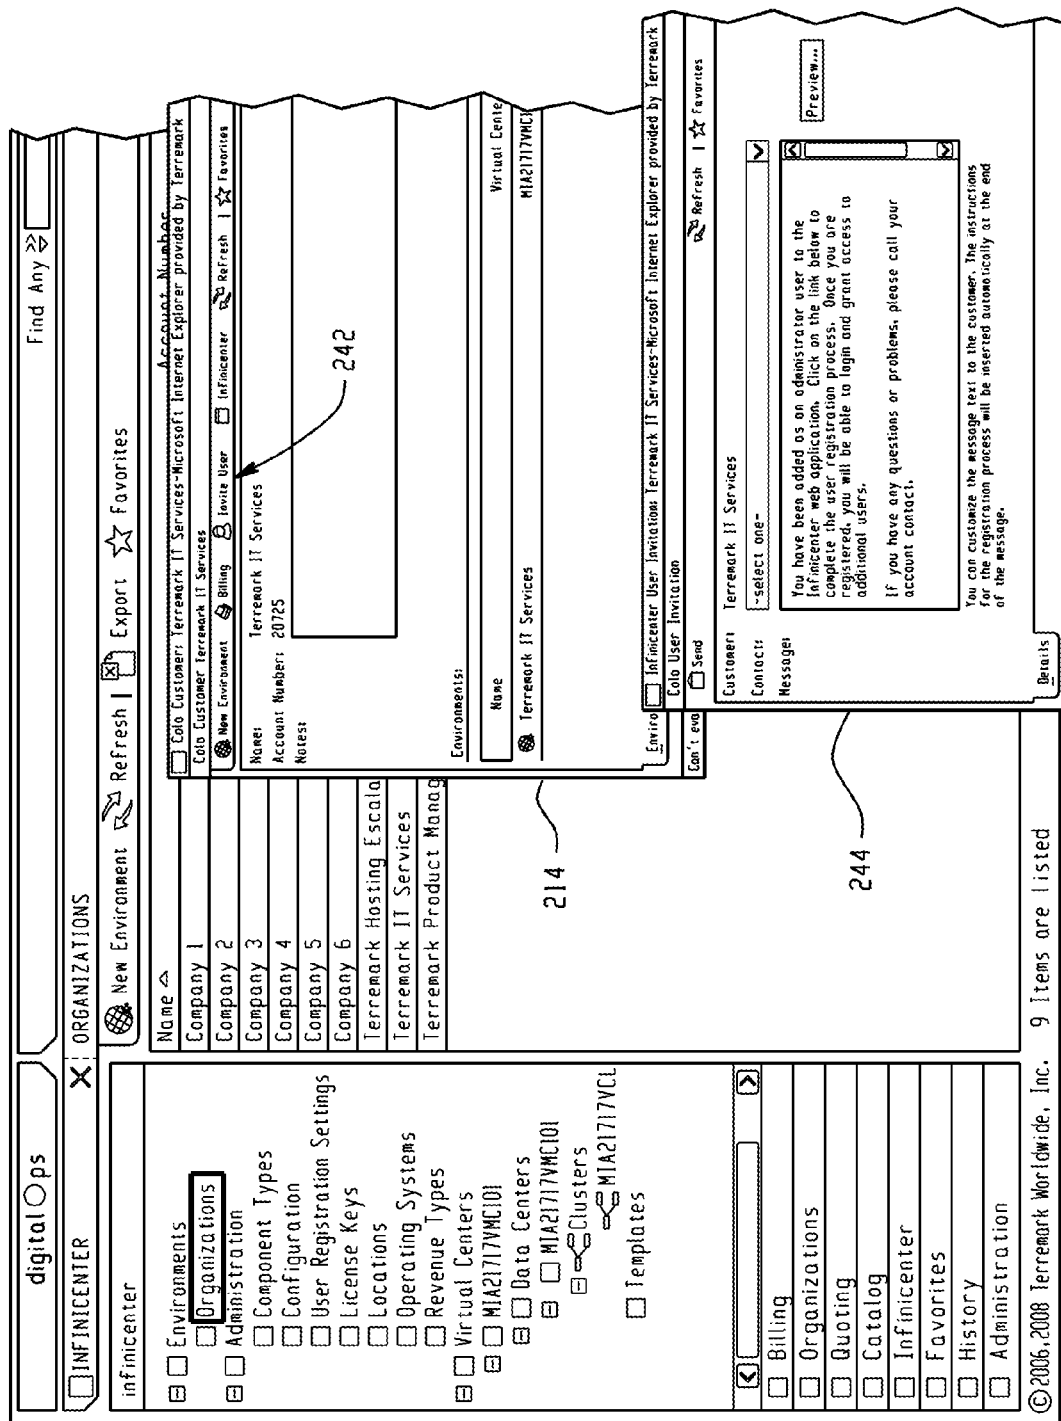 digital Ops
Find Any
INFINICENTER X ORGANIZATIONS
New Environment Refresh | Export Favorites
infinicenter
Environments
Organizations
Administration
Component Types
Configuration
User Registration Settings
License Keys
Locations
Operating Systems
Revenue Types
Virtual Centers
MIA21717VMC101
Data Centers
MIA21717VMC101
Clusters
MIA21717VCL
Templates
Billing
Organizations
Quoting
Catalog
Infinicenter
Favorites
History
Administration
Name
Account Number
Company 1
Company 2
Company 3
Company 4
Company 5
Company 6
Terremark Hosting Escala
Terremark IT Services
Terremark Product Manag
Colo Customer: Terremark IT Services-Microsoft Internet Explorer provided by Terremark
Colo Customer Terremark IT Services
New Environment Billing Invite User Infinicenter Refresh | Favorites
242
Name: Terremark IT Services
Account Number: 20725
Notes:
Environments:
Name Virtual Cente
Terremark IT Services MIA21717VMC1
Enviro
Can't eva
214
Infinicenter User Invitation: Terremark IT Services-Microsoft Internet Explorer provided by Terremark
Colo User Invitation
Send Refresh | Favorites
Customer: Terremark IT Services
Contact: -select one-
Message:
Preview...
You have been added as an administrator user to the
Infinicenter web application. Click on the link below to
complete the user registration process. Once you are
registered, you will be able to login and grant access to
additional users.
If you have any questions or problems, please call your
account contact.
You can customize the message text to the customer. The instructions
for the registration process will be inserted automatically at the end
of the message.
Details
244
©2006,2008 Terremark Worldwide, Inc. 9 Items are listed